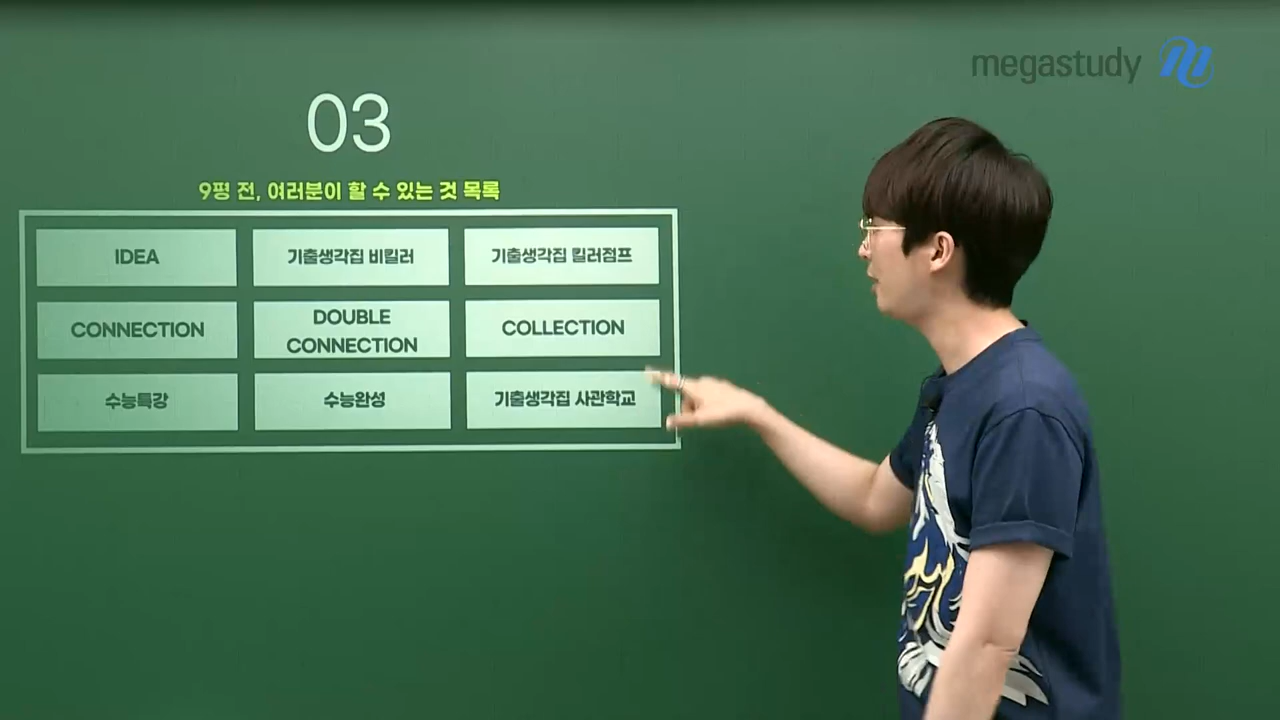 megastudy
03
9평 전, 여러분이 할 수 있는 것 목록
IDEA
기출생각집 비킬러
기출생각집 킬러점프
CONNECTION
DOUBLE
CONNECTION
COLLECTION
수능특강
수능완성
기출생각집 사관학교